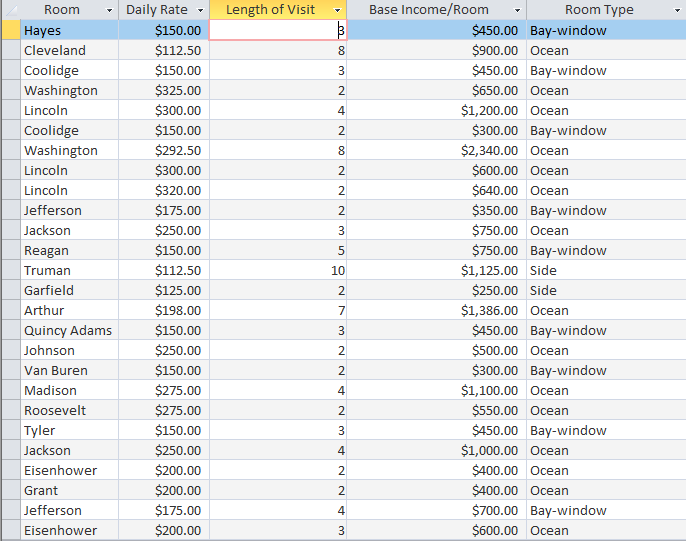 Room Daily Rate Length of Visit Base Income/Room Room Type
Hayes $150.00 3 $450.00 Bay-window
Cleveland $112.50 8 $900.00 Ocean
Coolidge $150.00 3 $450.00 Bay-window
Washington $325.00 2 $650.00 Ocean
Lincoln $300.00 4 $1,200.00 Ocean
Coolidge $150.00 2 $300.00 Bay-window
Washington $292.50 8 $2,340.00 Ocean
Lincoln $300.00 2 $600.00 Ocean
Lincoln $320.00 2 $640.00 Ocean
Jefferson $175.00 2 $350.00 Bay-window
Jackson $250.00 3 $750.00 Ocean
Reagan $150.00 5 $750.00 Bay-window
Truman $112.50 10 $1,125.00 Side
Garfield $125.00 2 $250.00 Side
Arthur $198.00 7 $1,386.00 Ocean
Quincy Adams $150.00 3 $450.00 Bay-window
Johnson $250.00 2 $500.00 Ocean
Van Buren $150.00 2 $300.00 Bay-window
Madison $275.00 4 $1,100.00 Ocean
Roosevelt $275.00 2 $550.00 Ocean
Tyler $150.00 3 $450.00 Bay-window
Jackson $250.00 4 $1,000.00 Ocean
Eisenhower $200.00 2 $400.00 Ocean
Grant $200.00 2 $400.00 Ocean
Jefferson $175.00 4 $700.00 Bay-window
Eisenhower $200.00 3 $600.00 Ocean